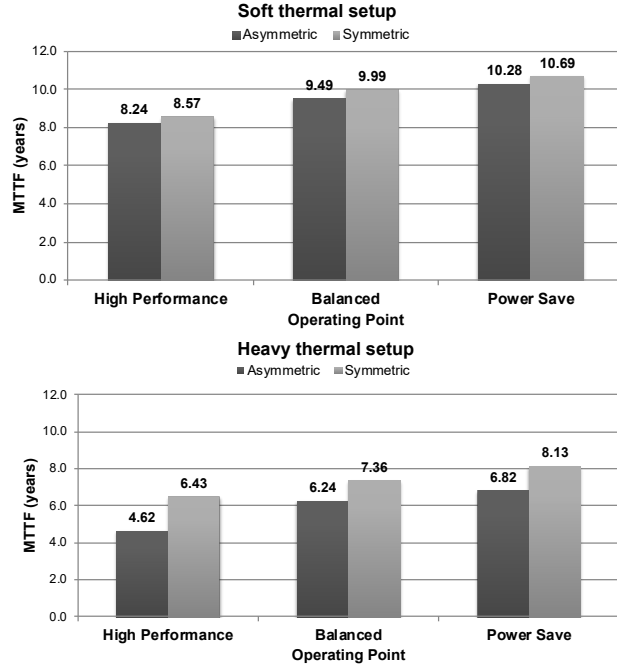 Soft thermal setup
Asymmetric Symmetric
12.0
10.0
8.0
6.0
4.0
2.0
0.0
MTTF (years)
8.24 8.57
9.49 9.99
10.28 10.69
High Performance Balanced Power Save
Operating Point
Heavy thermal setup
Asymmetric Symmetric
12.0
10.0
8.0
6.0
4.0
2.0
0.0
MTTF (years)
4.62 6.43
6.24 7.36
6.82 8.13
High Performance Balanced Power Save
Operating Point